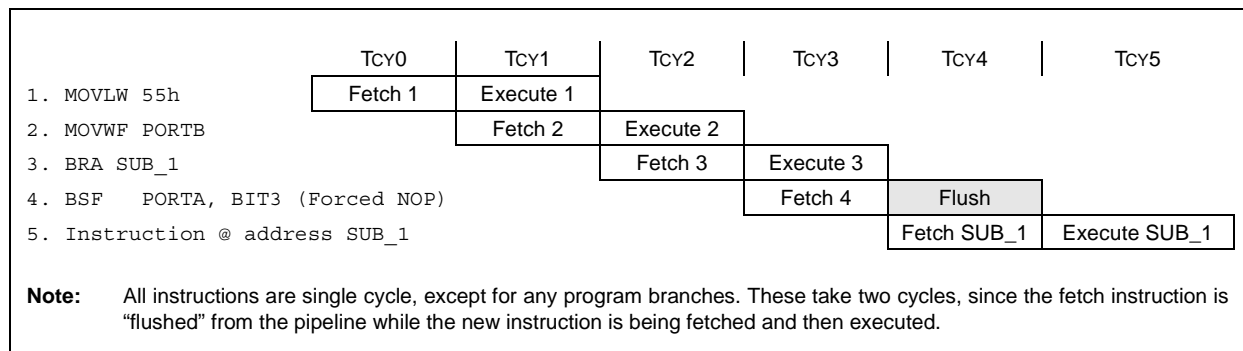 TCY0 TCY1 TCY2 TCY3 TCY4 TCY5
1. MOVLW 55h Fetch 1 Execute 1
2. MOVWF PORTB Fetch 2 Execute 2
3. BRA SUB_1 Fetch 3 Execute 3
4. BSF PORTA, BIT3 (Forced NOP) Fetch 4 Flush
5. Instruction @ address SUB_1 Fetch SUB_1 Execute SUB_1
Note: All instructions are single cycle, except for any program branches. These take two cycles, since the fetch instruction is
“flushed” from the pipeline while the new instruction is being fetched and then executed.